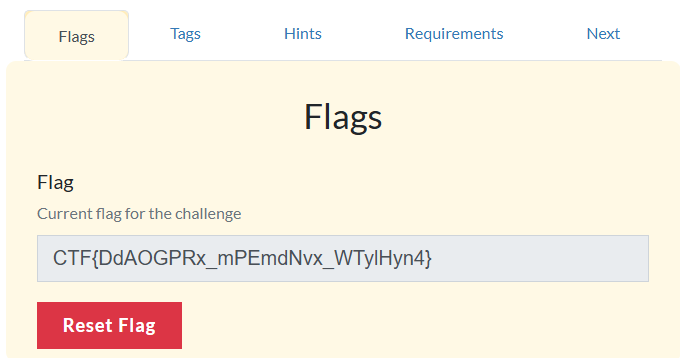 Flags Tags Hints Requirements Next
Flags
Flag
Current flag for the challenge
CTF{DdAOGPRx_mPEmdNvx_WTylHyn4}
Reset Flag